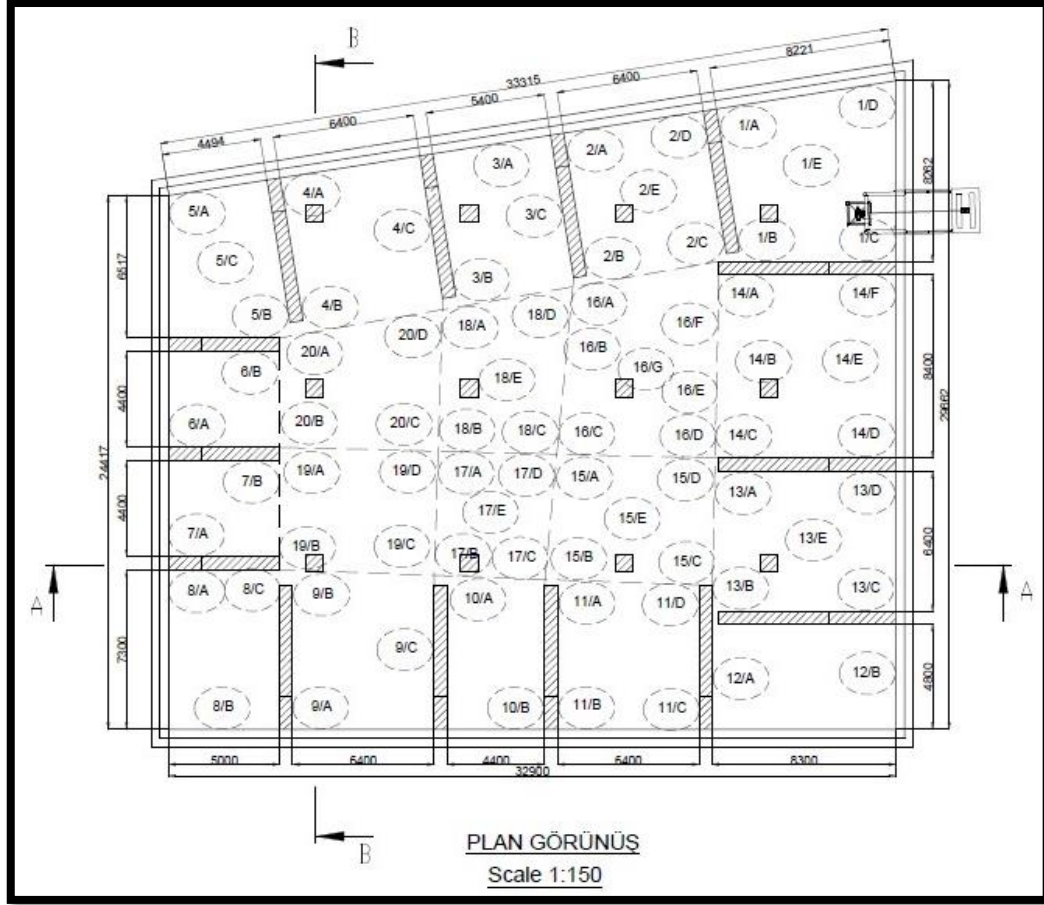 B
33315
8221
6400
5400
6400
4494
1/D
1/A
2/D
2/A
3/A
1/E
2/E
4/A
5/A
3/C
4/C
1/B
1/C
2/C
2/B
5/C
3/B
8262
6517
4/B
5/B
16/A
14/A
14/F
18/D
16/F
18/A
20/D
20/A
16/B
14/B
14/E
16/G
6/B
18/E
16/E
8400
29662
4400
6/A
20/B
20/C
18/B
18/C
16/C
16/D
14/C
14/D
24417
19/A
19/D
17/A
17/D
15/A
15/D
7/B
13/A
13/D
4400
17/E
15/E
7/A
13/E
6400
19/B
19/C
17/B
17/C
15/B
15/C
A
A
8/A
8/C
9/B
10/A
11/A
11/D
13/B
13/C
9/C
7300
12/A
12/B
4800
8/B
9/A
10/B
11/B
11/C
5000
6400
4400
6400
8300
32900
B
PLAN GÖRÜNÜŞ
Scale 1:150